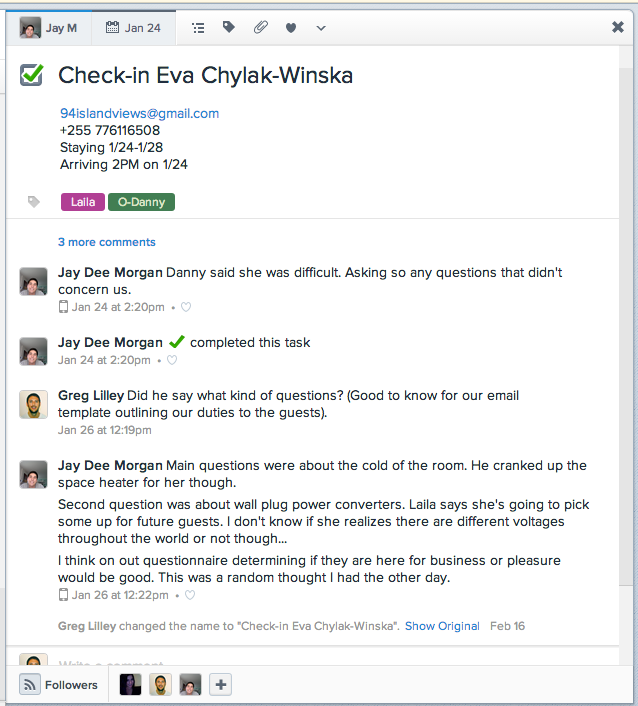 Jay M
Jan 24
Check-in Eva Chylak-Winska
94islandviews@gmail.com
+255 776116508
Staying 1/24-1/28
Arriving 2PM on 1/24
Laila O-Danny
3 more comments
Jay Dee Morgan Danny said she was difficult. Asking so any questions that didn't
concern us.
Jan 24 at 2:20pm •
Jay Dee Morgan completed this task
Jan 24 at 2:20pm •
Greg Lilley Did he say what kind of questions? (Good to know for our email
template outlining our duties to the guests).
Jan 26 at 12:19pm
Jay Dee Morgan Main questions were about the cold of the room. He cranked up the
space heater for her though.
Second question was about wall plug power converters. Laila says she's going to pick
some up for future guests. I don't know if she realizes there are different voltages
throughout the world or not though...
I think on out questionnaire determining if they are here for business or pleasure
would be good. This was a random thought I had the other day.
Jan 26 at 12:22pm •
Greg Lilley changed the name to "Check-in Eva Chylak-Winska". Show Original Feb 16
Write a comment
Followers